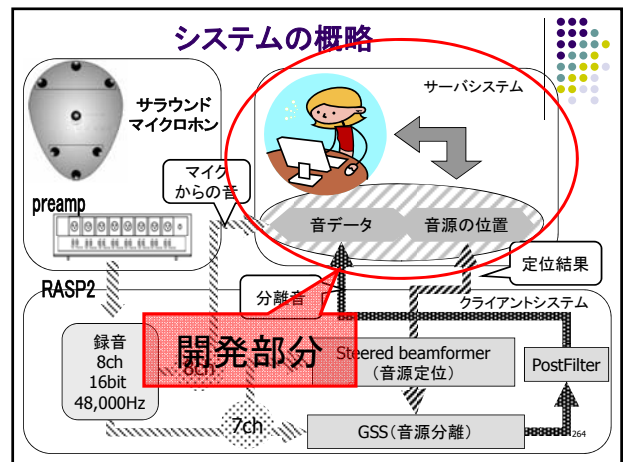 システムの概略
サラウンド
マイクロホン
サーバシステム
マイク
からの音
preamp
音データ
音源の位置
定位結果
RASP2
分離音
クライアントシステム
開発部分
録音
8ch
16bit
48,000Hz
8ch
Steered beamformer
(音源定位)
PostFilter
7ch
GSS(音源分離)
264